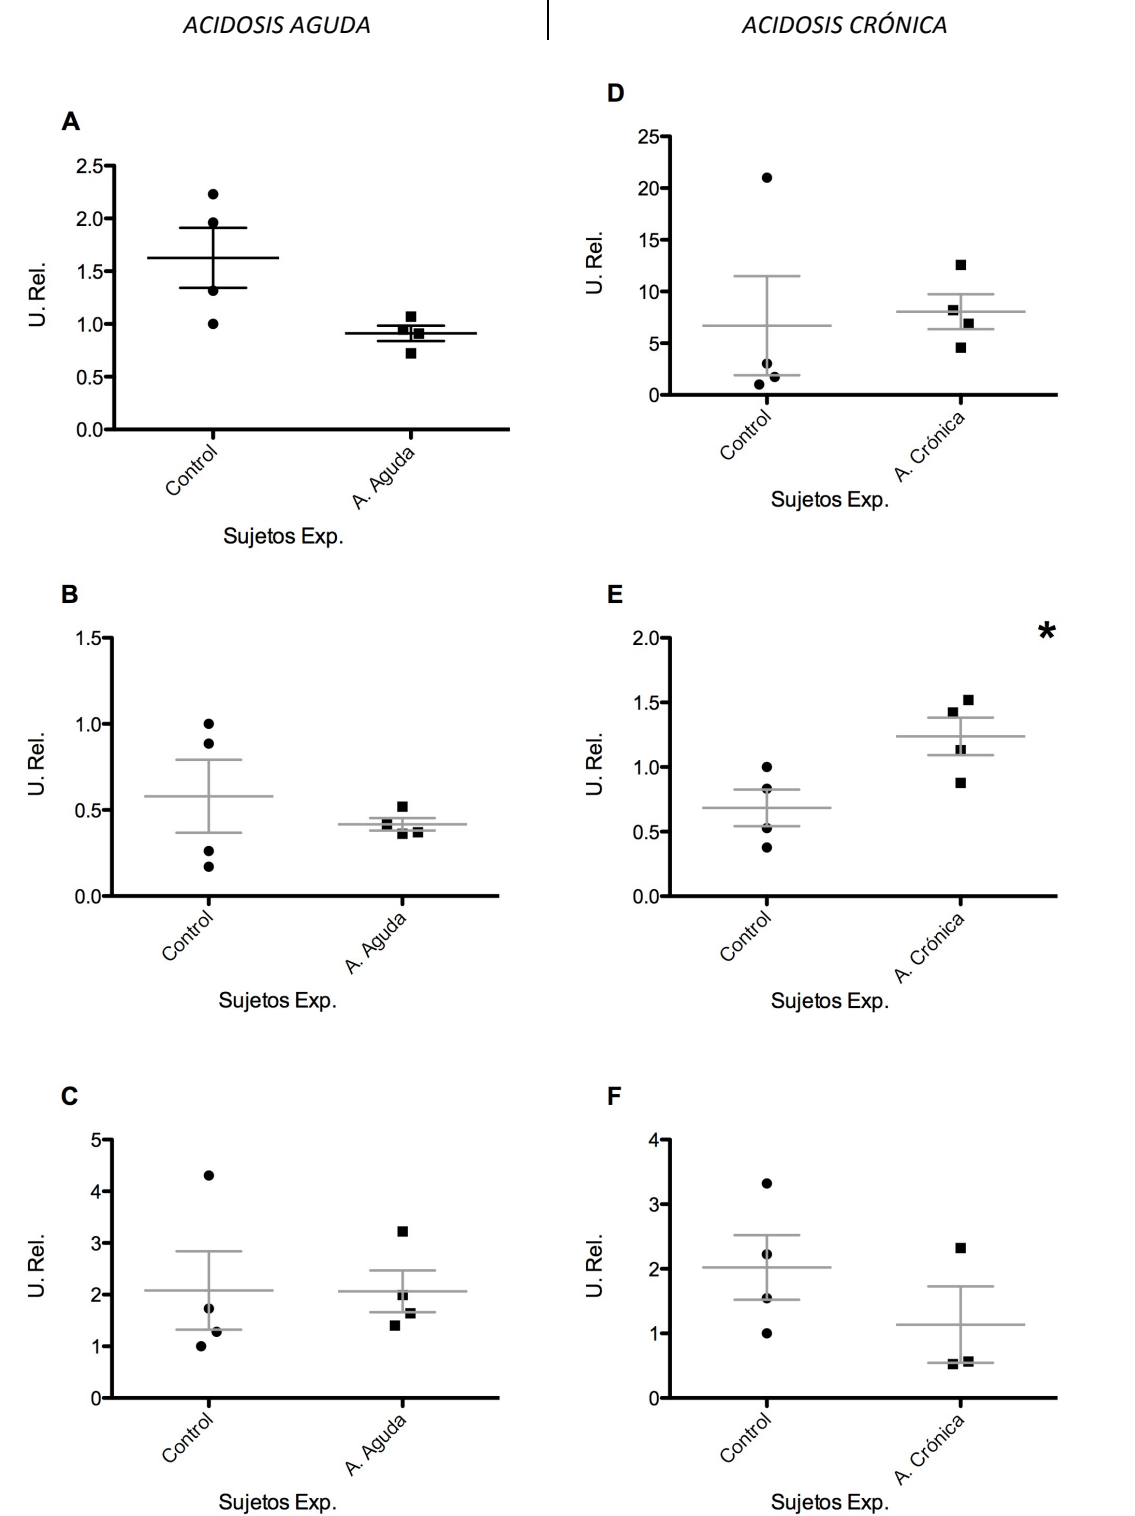 ACIDOSIS AGUDA
ACIDOSIS CRÓNICA
A
2.5
2.0
1.5
1.0
0.5
0.0
U. Rel.
Control
A. Aguda
Sujetos Exp.
D
25
20
15
10
5
0
U. Rel.
Control
A. Crónica
Sujetos Exp.
B
1.5
1.0
0.5
0.0
U. Rel.
Control
A. Aguda
Sujetos Exp.
E
*
2.0
1.5
1.0
0.5
0.0
U. Rel.
Control
A. Crónica
Sujetos Exp.
C
5
4
3
2
1
0
U. Rel.
Control
A. Aguda
Sujetos Exp.
F
4
3
2
1
0
U. Rel.
Control
A. Crónica
Sujetos Exp.